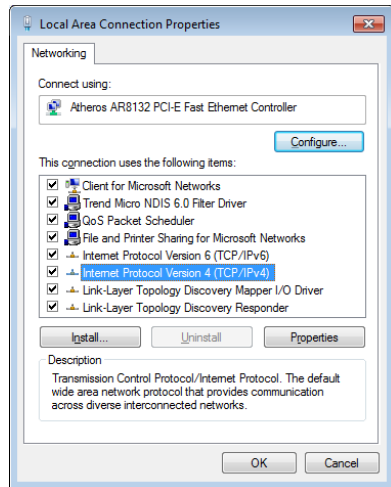 Local Area Connection Properties
Networking
Connect using:
Atheros AR8132 PCI-E Fast Ethernet Controller
Configure...
This connection uses the following items:
Client for Microsoft Networks
Trend Micro NDIS 6.0 Filter Driver
QoS Packet Scheduler
File and Printer Sharing for Microsoft Networks
Internet Protocol Version 6 (TCP/IPv6)
Internet Protocol Version 4 (TCP/IPv4)
Link-Layer Topology Discovery Mapper I/O Driver
Link-Layer Topology Discovery Responder
Install... Uninstall Properties
Description
Transmission Control Protocol/Internet Protocol. The default
wide area network protocol that provides communication
across diverse interconnected networks.
OK Cancel